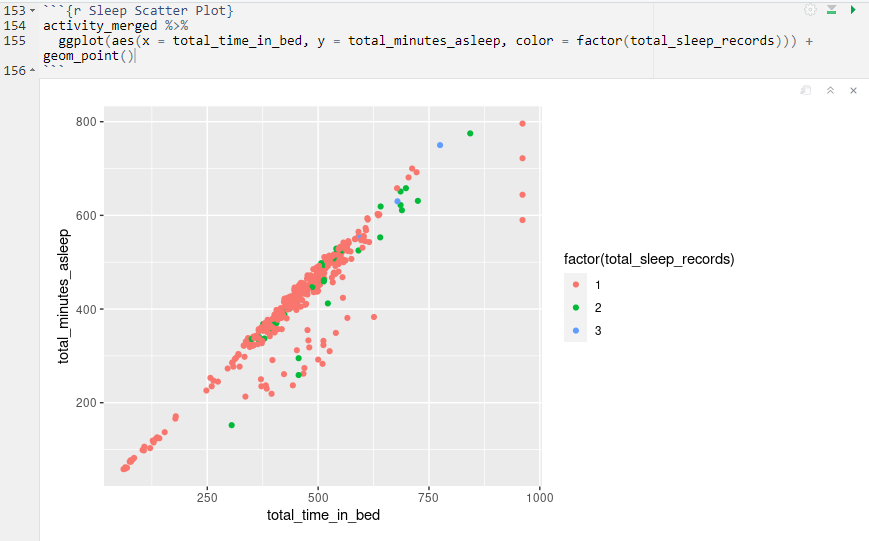 153 ```{r Sleep Scatter Plot}
154 activity_merged %>%
155 ggplot(aes(x = total_time_in_bed, y = total_minutes_asleep, color = factor(total_sleep_records))) +
geom_point()
156 ```
800
600
400
200
total_minutes_asleep
250 500 750 1000
total_time_in_bed
factor(total_sleep_records)
1
2
3